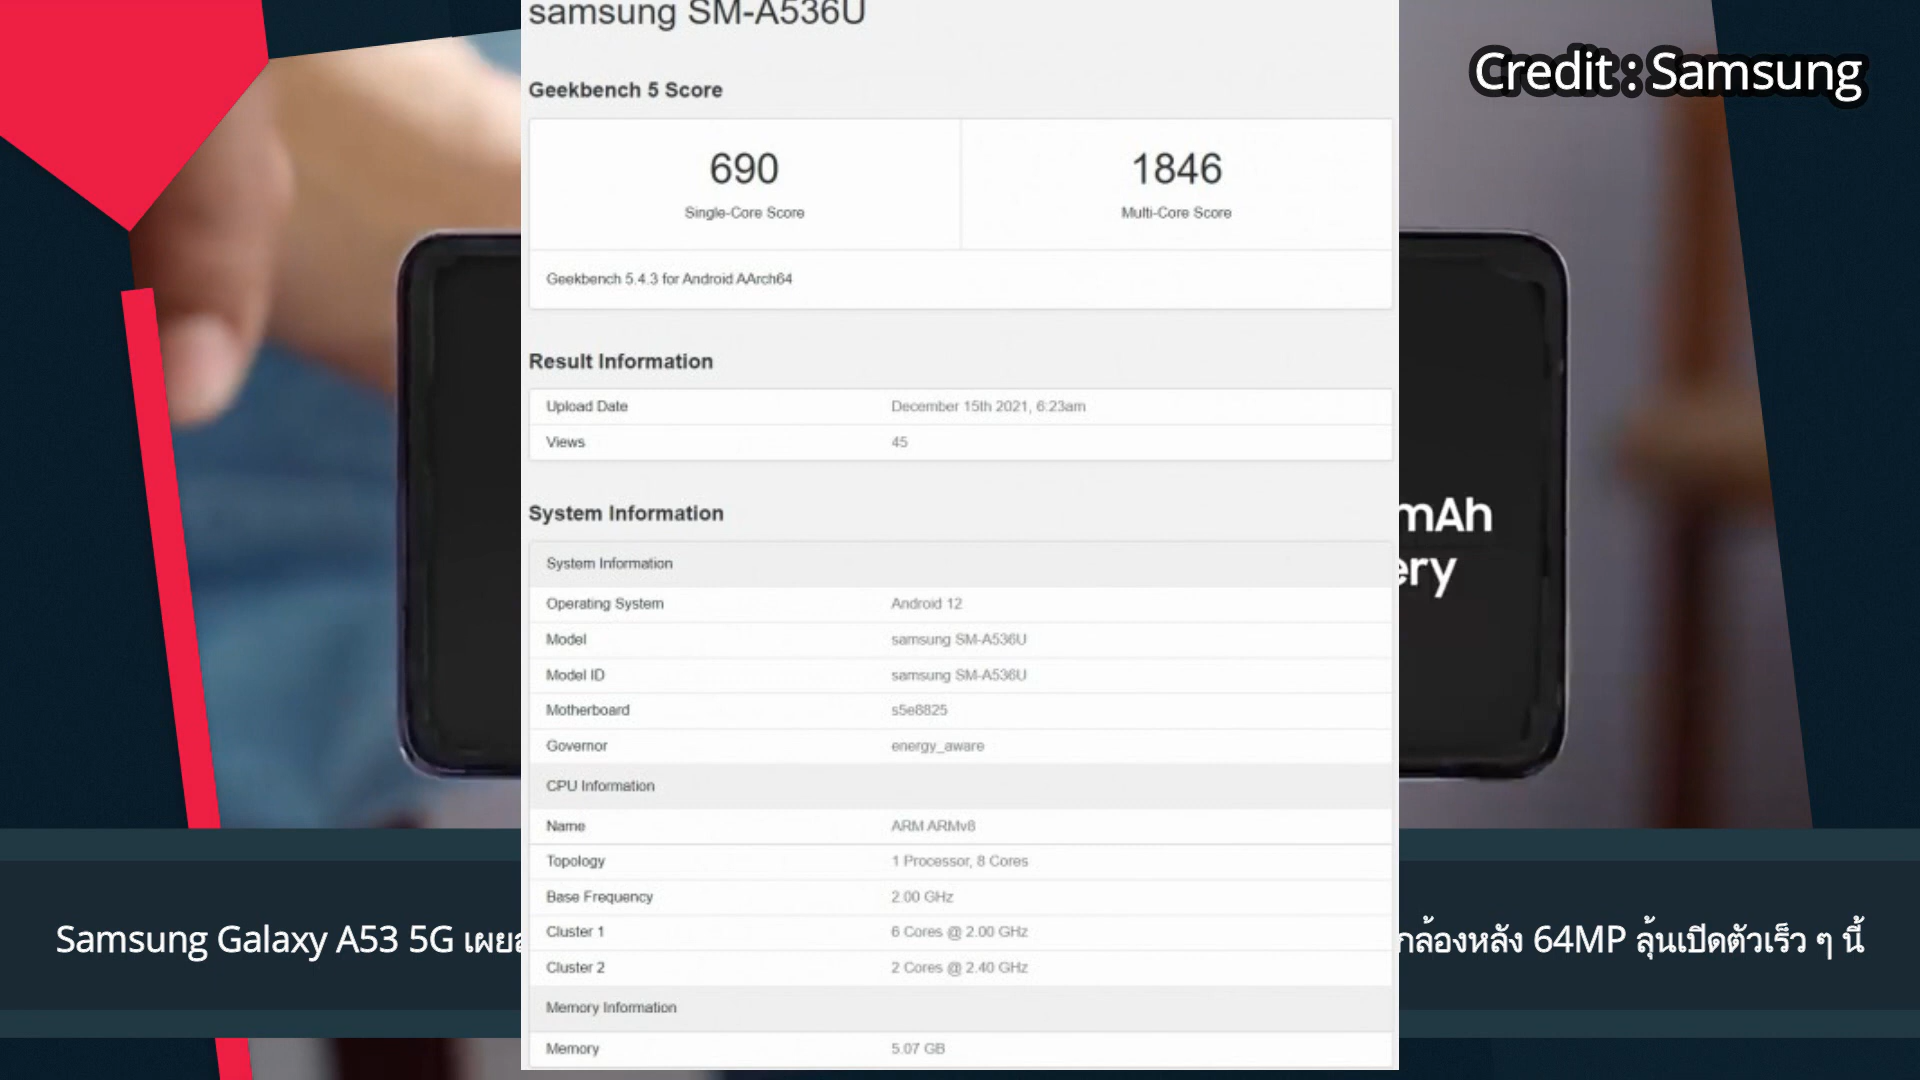 samsung SM-A536U
Credit : Samsung
Geekbench 5 Score
690
Single-Core Score
1846
Multi-Core Score
Geekbench 5.4.3 for Android AArch64
Result Information
Upload Date December 15th 2021, 6:23am
Views 45
System Information
System Information
Operating System Android 12
Model samsung SM-A536U
Model ID samsung SM-A536U
Motherboard s5e8825
Governor energy_aware
CPU Information
Name ARM ARMv8
Topology 1 Processor, 8 Cores
Base Frequency 2.00 GHz
Cluster 1 6 Cores @ 2.00 GHz
Cluster 2 2 Cores @ 2.40 GHz
Memory Information
Memory 5.07 GB
mAh
ery
Samsung Galaxy A53 5G เผย กล้องหลัง 64MP ลุ้นเปิดตัวเร็ว ๆ นี้